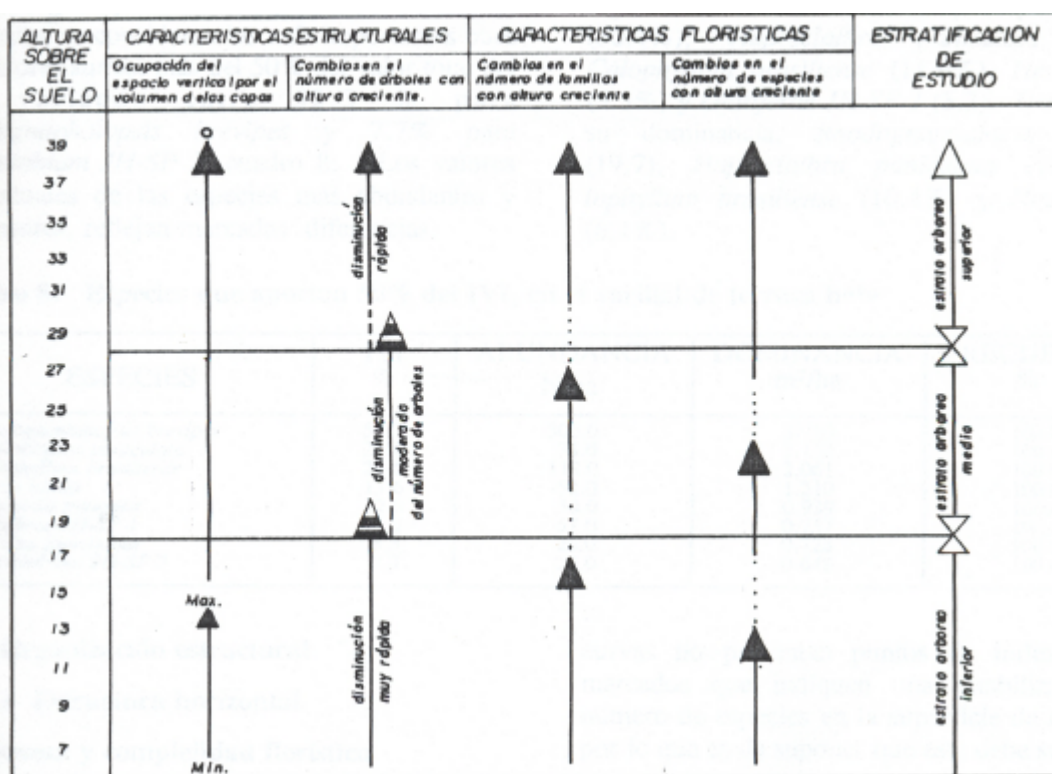 ALTURA
SOBRE
EL
SUELO
CARACTERISTICAS ESTRUCTURALES
Ocupación del
espacio vertical por el
volumen de las copas
Cambios en el
número de árboles con
altura creciente.
CARACTERISTICAS FLORISTICAS
Cambios en el
número de familias
con altura creciente
Cambios en el
número de especies
con altura creciente
ESTRATIFICACION
DE
ESTUDIO
39
37
35
33
31
29
27
25
23
21
19
17
15
13
11
9
7
Max.
Min.
disminución
rápida
disminución
moderada
del número de arboles
disminución
muy rápida
estrato arboreo
superior
estrato arboreo
medio
estrato arboreo
inferior